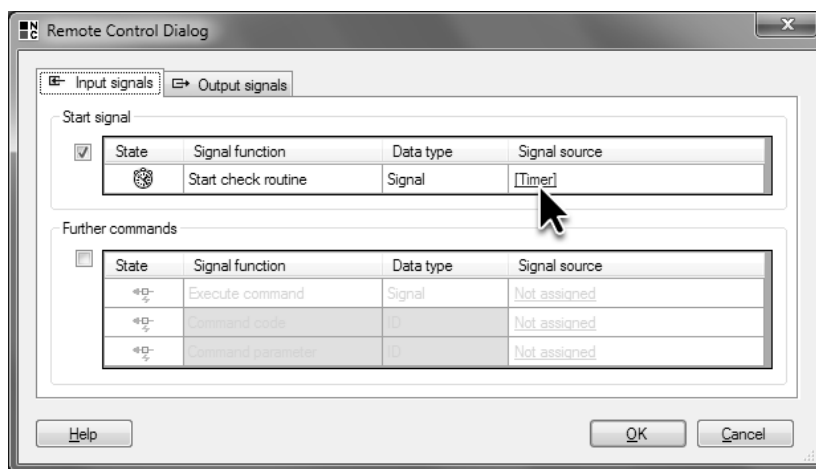 N
C
Remote Control Dialog
Input signals
Output signals
Start signal
State Signal function Data type Signal source
Start check routine Signal [Timer]
Further commands
State Signal function Data type Signal source
Execute command Signal Not assigned
Command code ID Not assigned
Command parameter ID Not assigned
Help OK Cancel